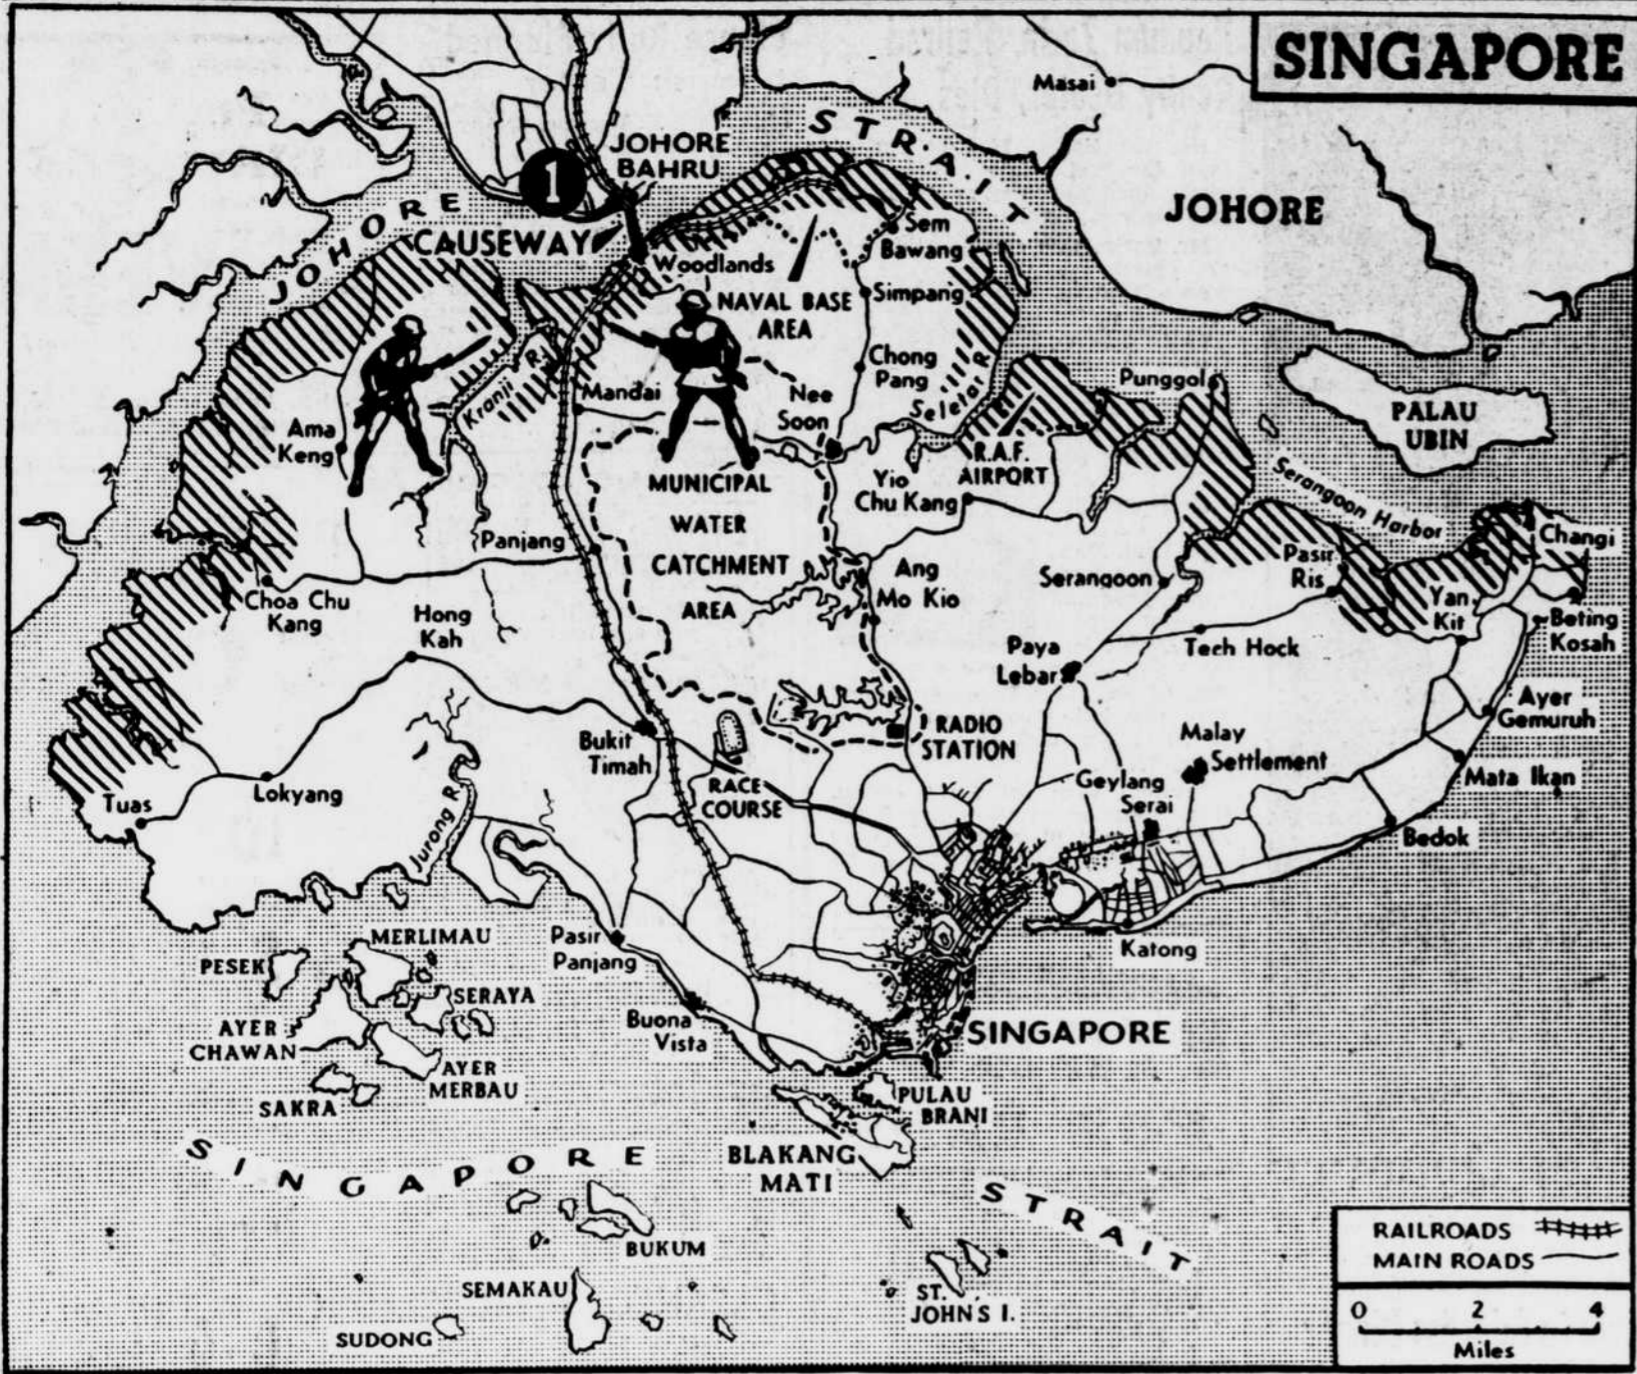 SINGAPORE
Masai
STRAIT
JOHORE
BAHRU
1
JOHORE
JOHORE
CAUSEWAY
Sem
Bawang
Woodlands
NAVAL BASE
AREA
Simpang
Chong
Pang
Kranji R.
Mandai
Nee
Soon
Seletar R.
Punggol
PALAU
UBIN
Ama
Keng
R.A.F.
AIRPORT
Yio
Chu Kang
MUNICIPAL
WATER
CATCHMENT
AREA
Serangoon Harbor
Panjang
Changi
Pasir
Ris
Ang
Mo Kio
Serangoon
Choa Chu
Kang
Hong
Kah
Yan
Kit
Beting
Kosah
Paya
Lebar
Teck Hock
Ayer
Gemuruh
RADIO
STATION
Bukit
Timah
Malay
Settlement
RACE
COURSE
Geylang
Serai
Mata Ikan
Tuas
Lokyang
Jurong R.
Bedok
MERLIMAU
Pasir
Panjang
Katong
PESEK
SERAYA
AYER
CHAWAN
Buona
Vista
SINGAPORE
AYER
MERBAU
SAKRA
PULAU
BRANI
SINGAPORE
BLAKANG
MATI
STRAIT
BUKUM
SEMAKAU
ST.
JOHN'S I.
SUDONG
RAILROADS
MAIN ROADS
0 2 4
Miles